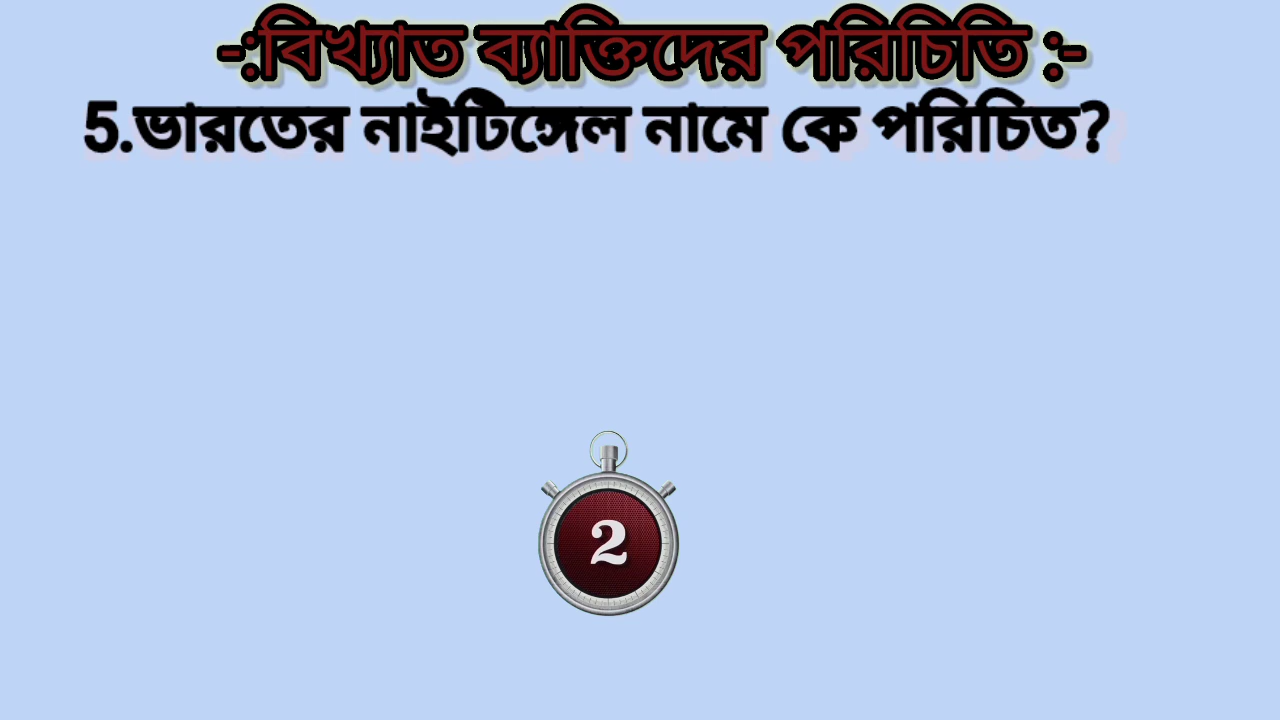 -:বিখ্যাত ব্যাক্তিদের পরিচিতি :-
5.ভারতের নাইটিঙ্গেল নামে কে পরিচিত?
2